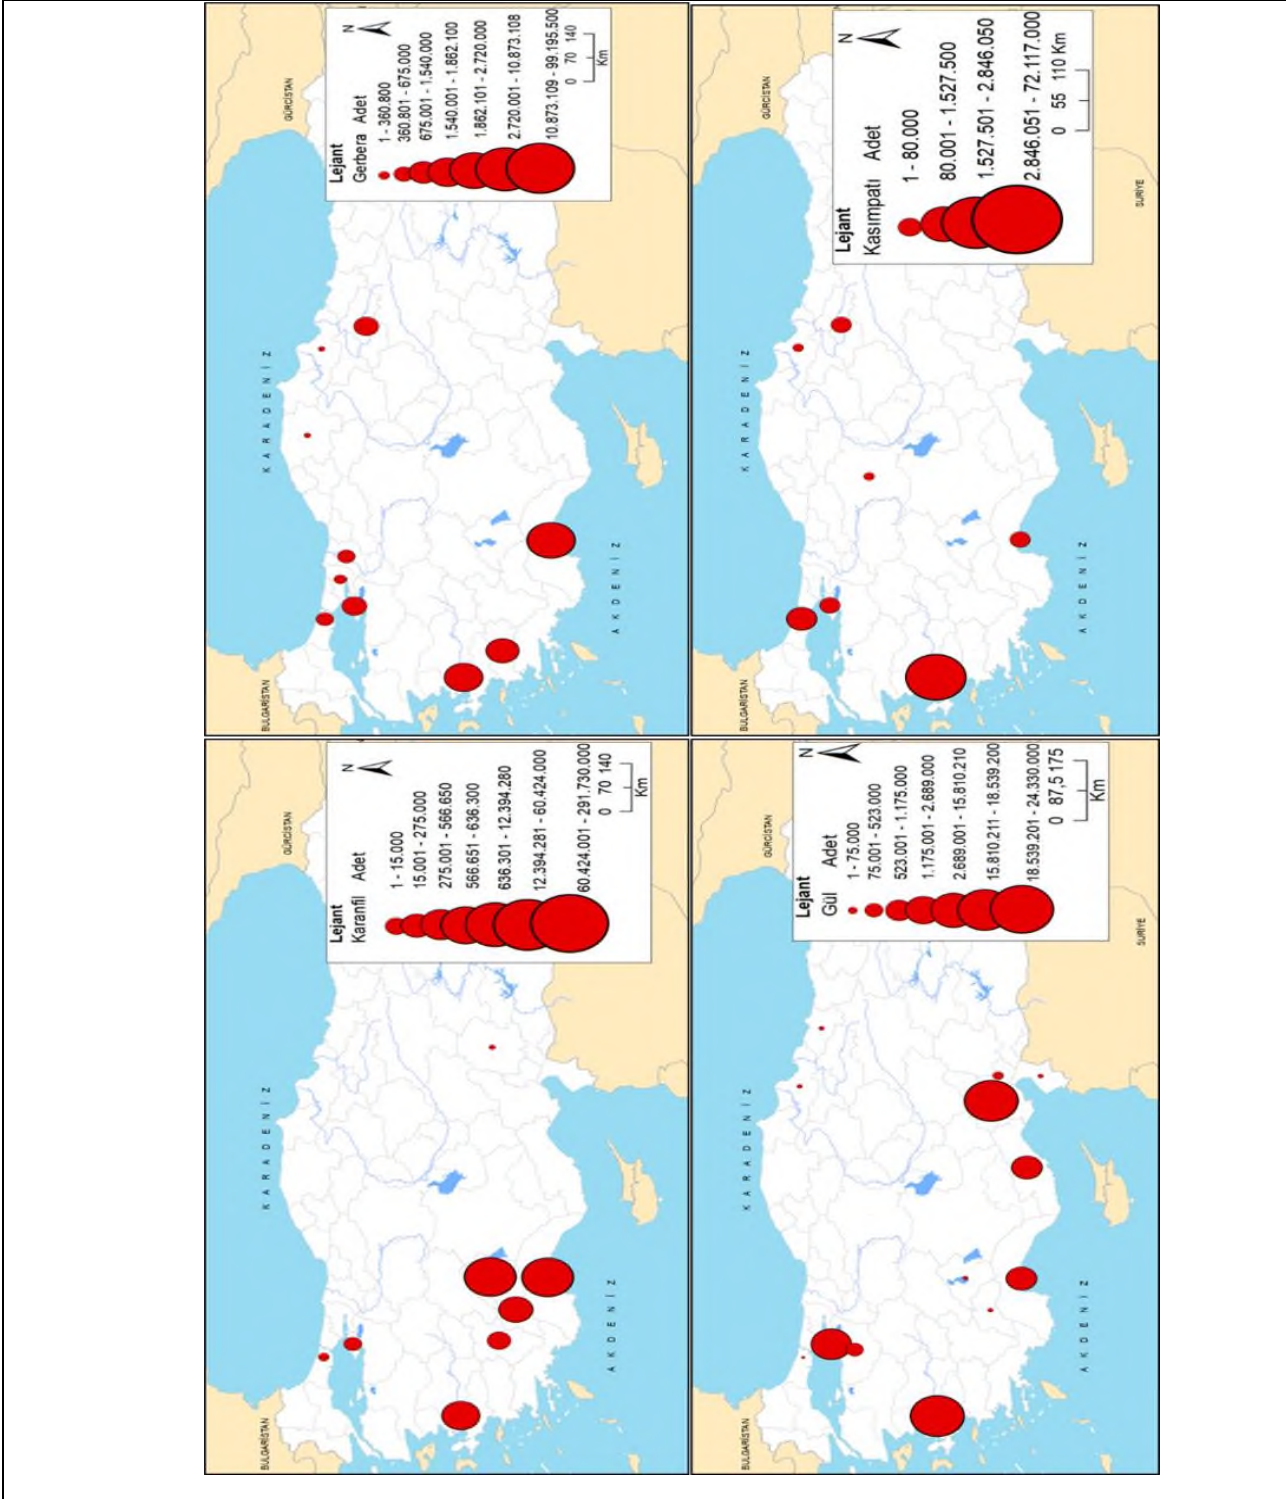 BULGARİSTAN
KARADENİZ
GÜRCİSTAN
AKDENİZ
N
Lejant
Karanfil Adet
1 - 15.000
15.001 - 275.000
275.001 - 566.650
566.651 - 636.300
636.301 - 12.394.280
12.394.281 - 60.424.000
60.424.001 - 291.730.000
0 70 140
Km
BULGARİSTAN
KARADENİZ
GÜRCİSTAN
AKDENİZ
N
Lejant
Gerbera Adet
1 - 360.800
360.801 - 675.000
675.001 - 1.540.000
1.540.001 - 1.862.100
1.862.101 - 2.720.000
2.720.001 - 10.873.108
10.873.109 - 99.195.500
0 70 140
Km
BULGARİSTAN
KARADENİZ
GÜRCİSTAN
AKDENİZ
SURİYE
N
Lejant
Gül Adet
1 - 75.000
75.001 - 523.000
523.001 - 1.175.000
1.175.001 - 2.689.000
2.689.001 - 15.810.210
15.810.211 - 18.539.200
18.539.201 - 24.330.000
0 87,5 175
Km
BULGARİSTAN
KARADENİZ
GÜRCİSTAN
AKDENİZ
SURİYE
N
Lejant
Kasımpatı Adet
1 - 80.000
80.001 - 1.527.500
1.527.501 - 2.846.050
2.846.051 - 72.117.000
0 55 110 Km